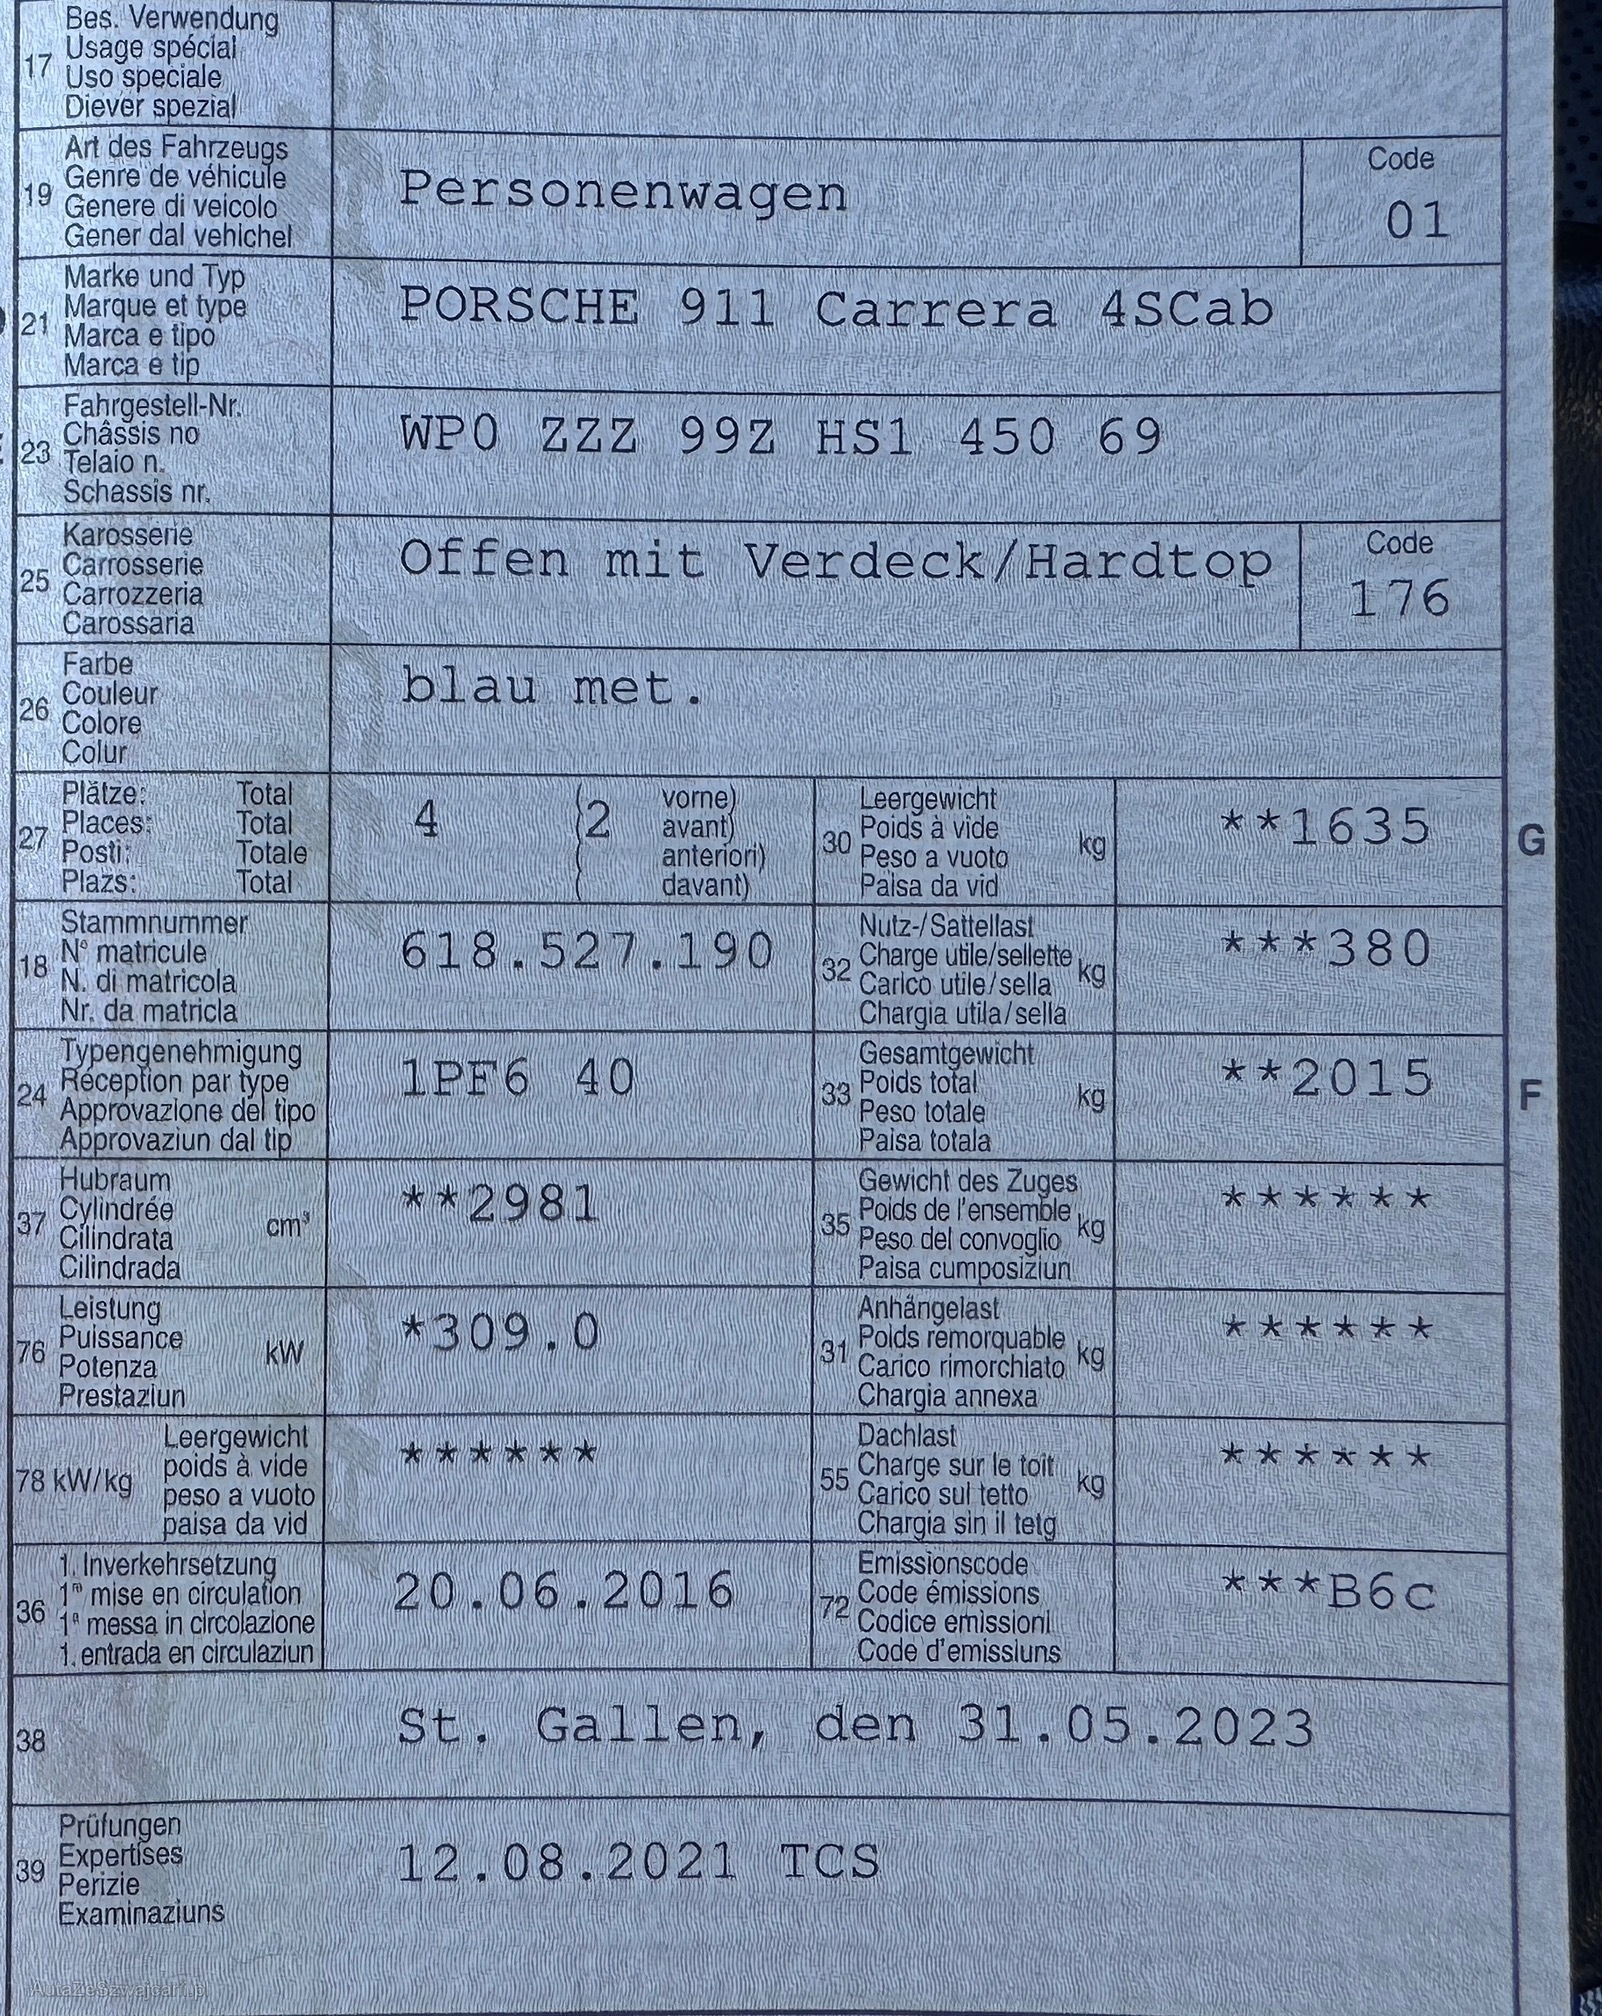 17 Bes. Verwendung
Usage spécial
Uso speciale
Diever spezial
19 Art des Fahrzeugs
Genre de véhicule
Genere di veicolo
Gener dal vehichel
Personenwagen
Code
01
21 Marke und Typ
Marque et type
Marca e tipo
Marca e tip
PORSCHE 911 Carrera 4SCab
23 Fahrgestell-Nr.
Châssis no
Telaio n.
Schassis nr.
WP0 ZZZ 99Z HS1 450 69
25 Karosserie
Carrosserie
Carrozzeria
Carossaria
Offen mit Verdeck/Hardtop
Code
176
26 Farbe
Couleur
Colore
Colur
blau met.
27 Plätze: Total
Places: Total
Posti: Totale
Plazs: Total
4 (2 vorne)
avant)
( anteriori)
( davant)
30 Leergewicht
Poids à vide
Peso a vuoto
Paisa da vid
kg
**1635
G
18 Stammnummer
N° matricule
N. di matricola
Nr. da matricla
618.527.190
32 Nutz-/Sattellast
Charge utile/sellette
Carico utile/sella
Chargia utila/sella
kg
***380
24 Typengenehmigung
Réception par type
Approvazione del tipo
Approvaziun dal tip
1PF6 40
33 Gesamtgewicht
Poids total
Peso totale
Paisa totala
kg
**2015
F
37 Hubraum
Cylindrée
Cilindrata
Cilindrada
cm³
**2981
35 Gewicht des Zuges
Poids de l'ensemble
Peso del convoglio
Paisa cumposiziun
kg
******
76 Leistung
Puissance
Potenza
Prestaziun
kW
*309.0
31 Anhängelast
Poids remorquable
Carico rimorchiato
Chargia annexa
kg
******
78 kW/kg
Leergewicht
poids à vide
peso a vuoto
paisa da vid
******
55 Dachlast
Charge sur le toit
Carico sul tetto
Chargia sin il tetg
kg
******
36 1. Inverkehrsetzung
1re mise en circulation
1a messa in circolazione
1. entrada en circulaziun
20.06.2016
72 Emissionscode
Code émissions
Codice emissioni
Code d'emissiuns
***B6c
38
St. Gallen, den 31.05.2023
39 Prüfungen
Expertises
Perizie
Examinaziuns
12.08.2021 TCS
AutaZeSzwajcarii.pl